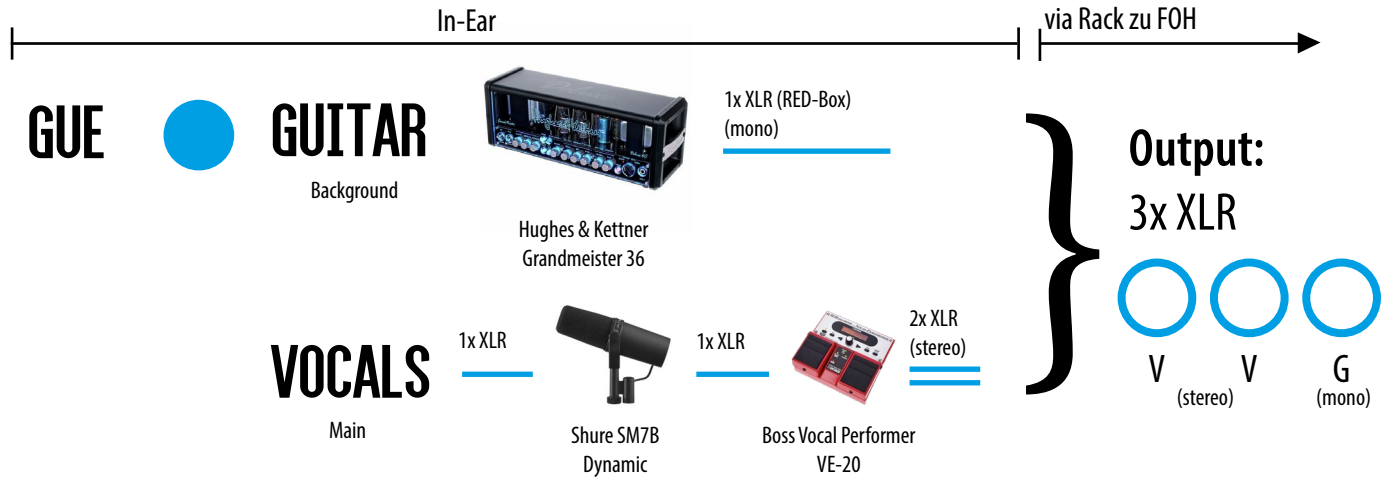 In-Ear
via Rack zu FOH
GUE
GUITAR
Background
1x XLR (RED-Box)
(mono)
Hughes & Kettner
Grandmeister 36
Output:
3x XLR
VOCALS
Main
1x XLR
1x XLR
2x XLR
(stereo)
Shure SM7B
Dynamic
Boss Vocal Performer
VE-20
V
V
G
(stereo)
(mono)